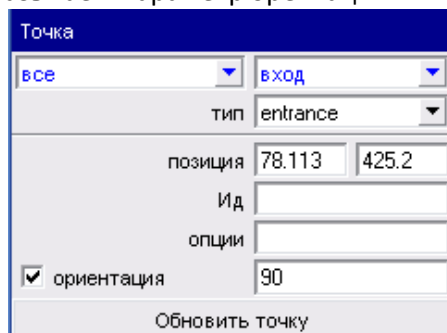 Точка
все вход
тип entrance
позиция 78.113 425.2
Ид
опции
ориентация 90
Обновить точку